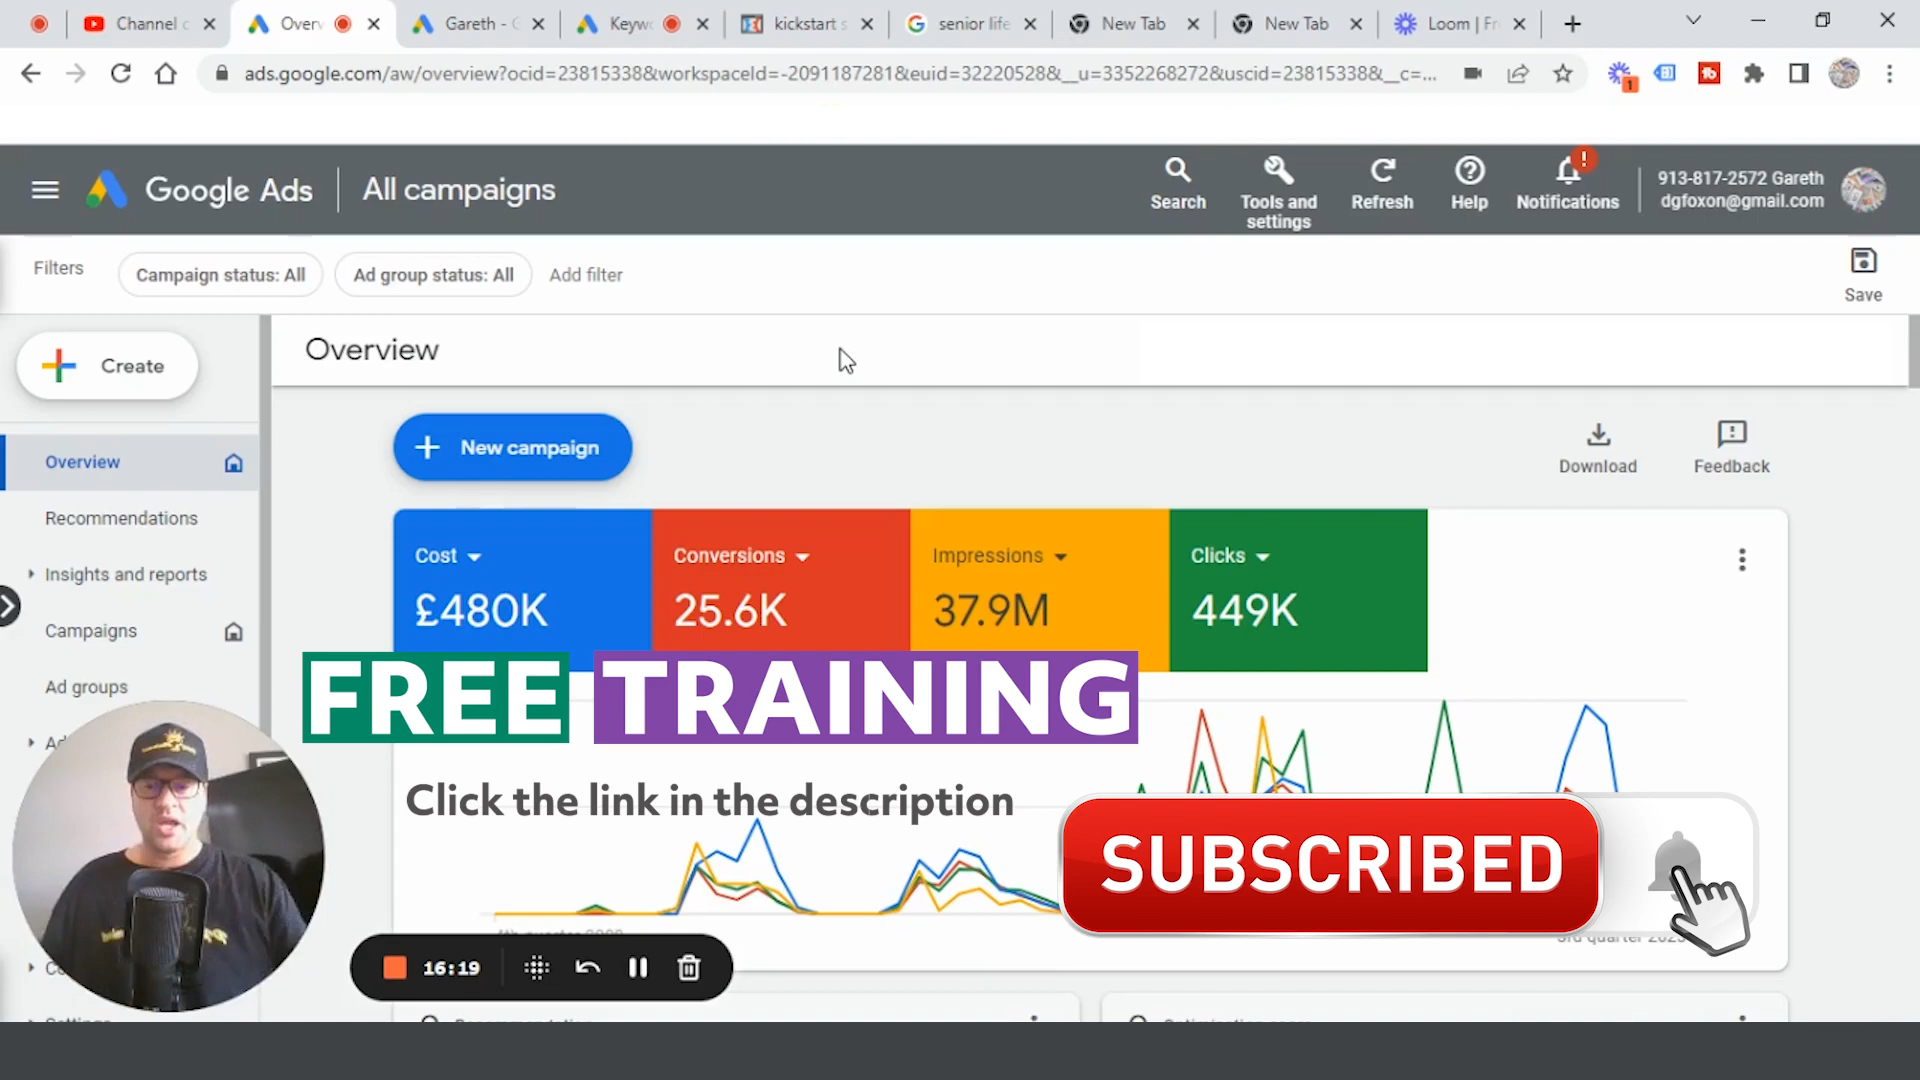 Channel c
Overv
Gareth - G
Keywo
kickstart s
senior life
New Tab
New Tab
Loom | Fr
ads.google.com/aw/overview?ocid=23815338&workspaceId=-2091187281&euid=32220528&__u=3352268272&uscid=23815338&__c=...
1
Google Ads
All campaigns
Search
Tools and
settings
Refresh
Help
!
Notifications
913-817-2572 Gareth
dgfoxon@gmail.com
Filters
Campaign status: All
Ad group status: All
Add filter
Save
Create
Overview
New campaign
Download
Feedback
Overview
Recommendations
Insights and reports
Campaigns
Ad groups
Cost
£480K
Conversions
25.6K
Impressions
37.9M
Clicks
449K
FREE TRAINING
Click the link in the description
SUBSCRIBED
16:19